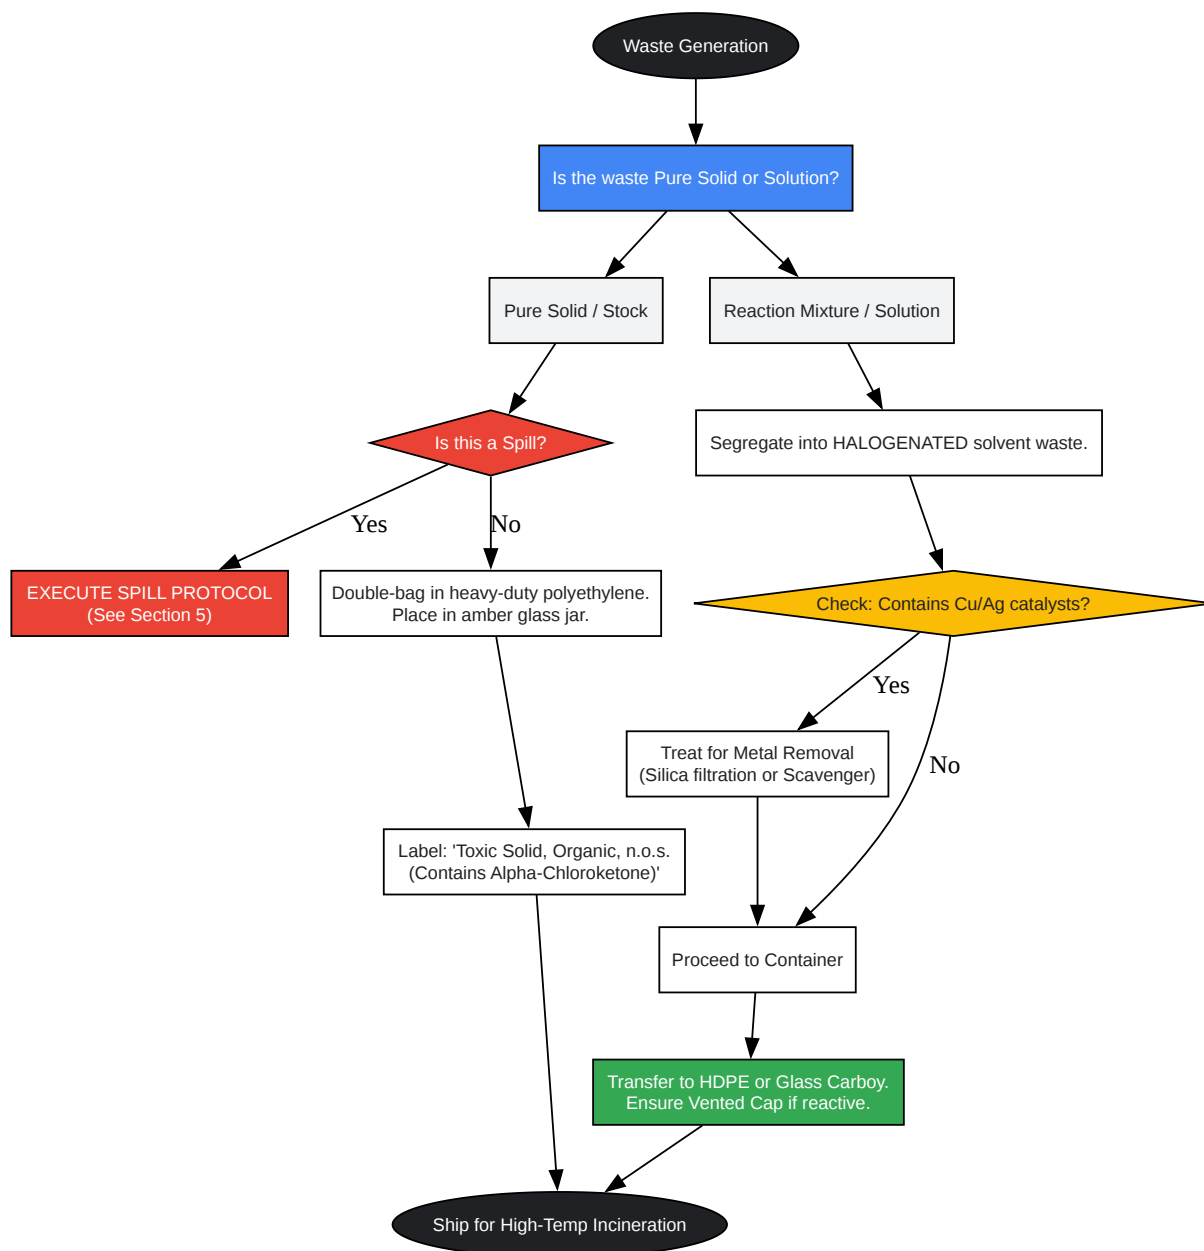 Waste Generation
Is the waste Pure Solid or Solution?
Pure Solid / Stock
Reaction Mixture / Solution
Is this a Spill?
Segregate into HALOGENATED solvent waste.
Yes
No
EXECUTE SPILL PROTOCOL
(See Section 5)
Double-bag in heavy-duty polyethylene.
Place in amber glass jar.
Check: Contains Cu/Ag catalysts?
Yes
No
Treat for Metal Removal
(Silica filtration or Scavenger)
Label: 'Toxic Solid, Organic, n.o.s.
(Contains Alpha-Chloroketone)'
Proceed to Container
Transfer to HDPE or Glass Carboy.
Ensure Vented Cap if reactive.
Ship for High-Temp Incineration